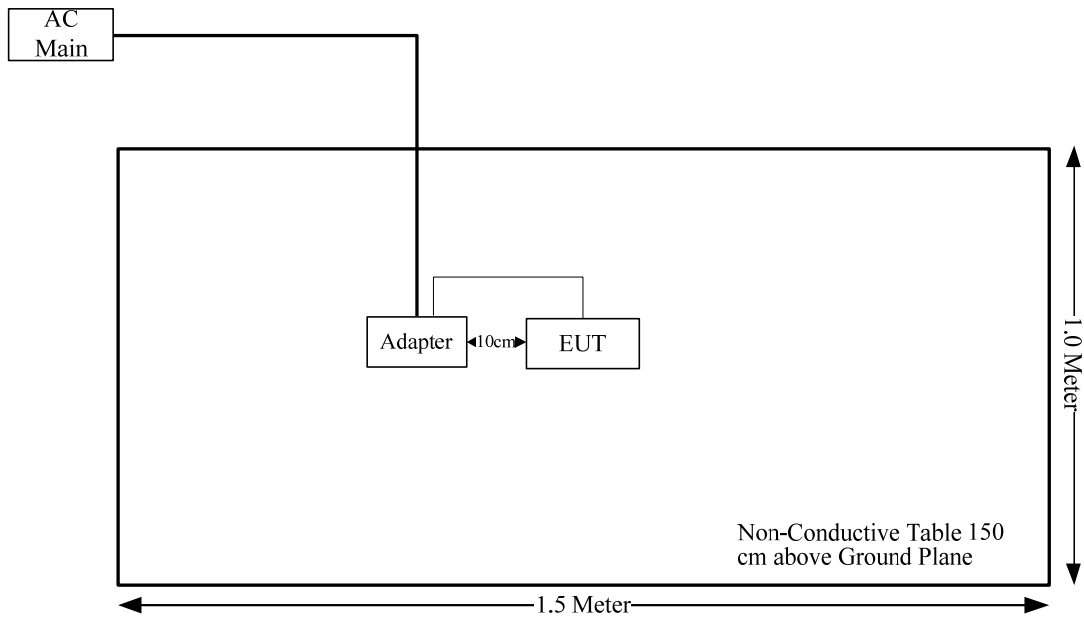 AC
Main
Adapter
10cm
EUT
1.0 Meter
Non-Conductive Table 150
cm above Ground Plane
1.5 Meter